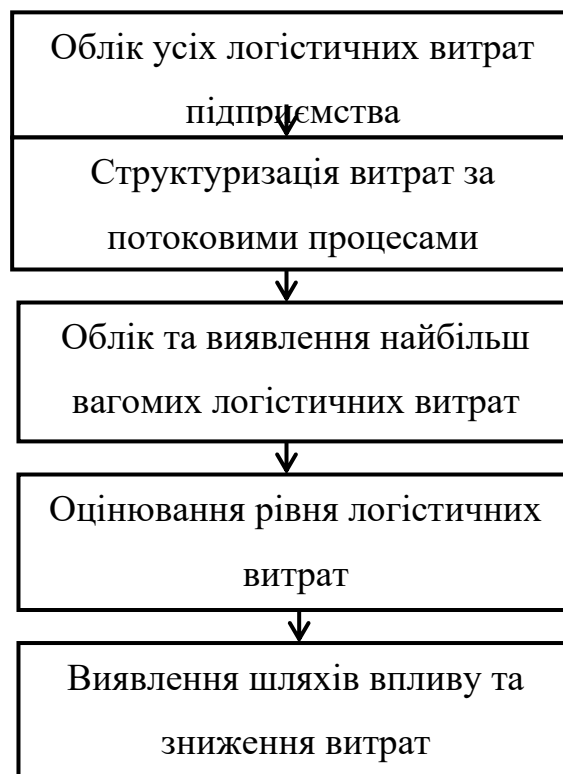 Облік усіх логістичних витрат
підприємства
Структуризація витрат за
потоковими процесами
Облік та виявлення найбільш
вагомих логістичних витрат
Оцінювання рівня логістичних
витрат
Виявлення шляхів впливу та
зниження витрат